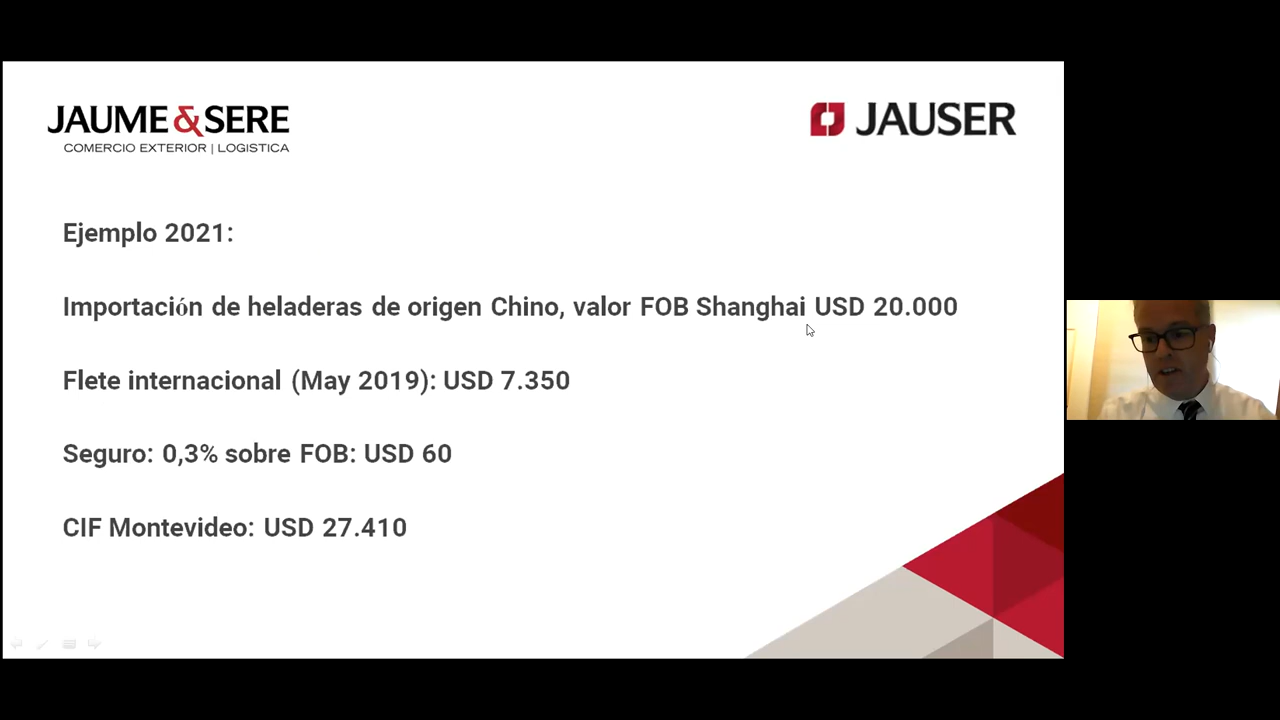 JAUME&SERE
COMERCIO EXTERIOR | LOGISTICA
JAUSER
Ejemplo 2021:
Importación de heladeras de origen Chino, valor FOB Shanghai USD 20.000
Flete internacional (May 2019): USD 7.350
Seguro: 0,3% sobre FOB: USD 60
CIF Montevideo: USD 27.410